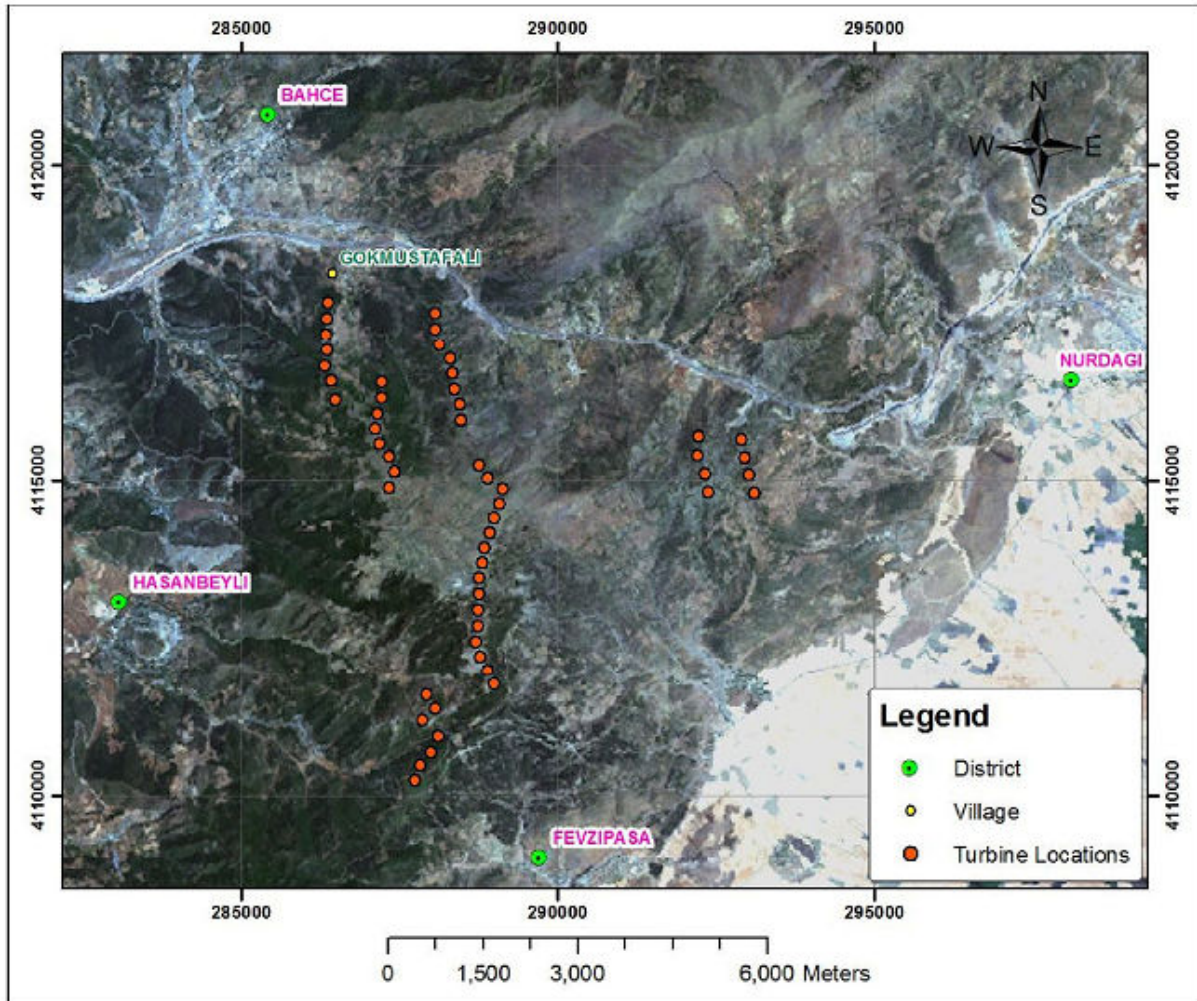 285000 290000 295000
BAHCE
N
W E
S
4120000 4120000
GOKMUSTAFALI
NURDAGI
4115000 4115000
HASANBEYLI
Legend
District
Village
Turbine Locations
4110000 4110000
FEVZIPASA
285000 290000 295000
0 1,500 3,000 6,000 Meters